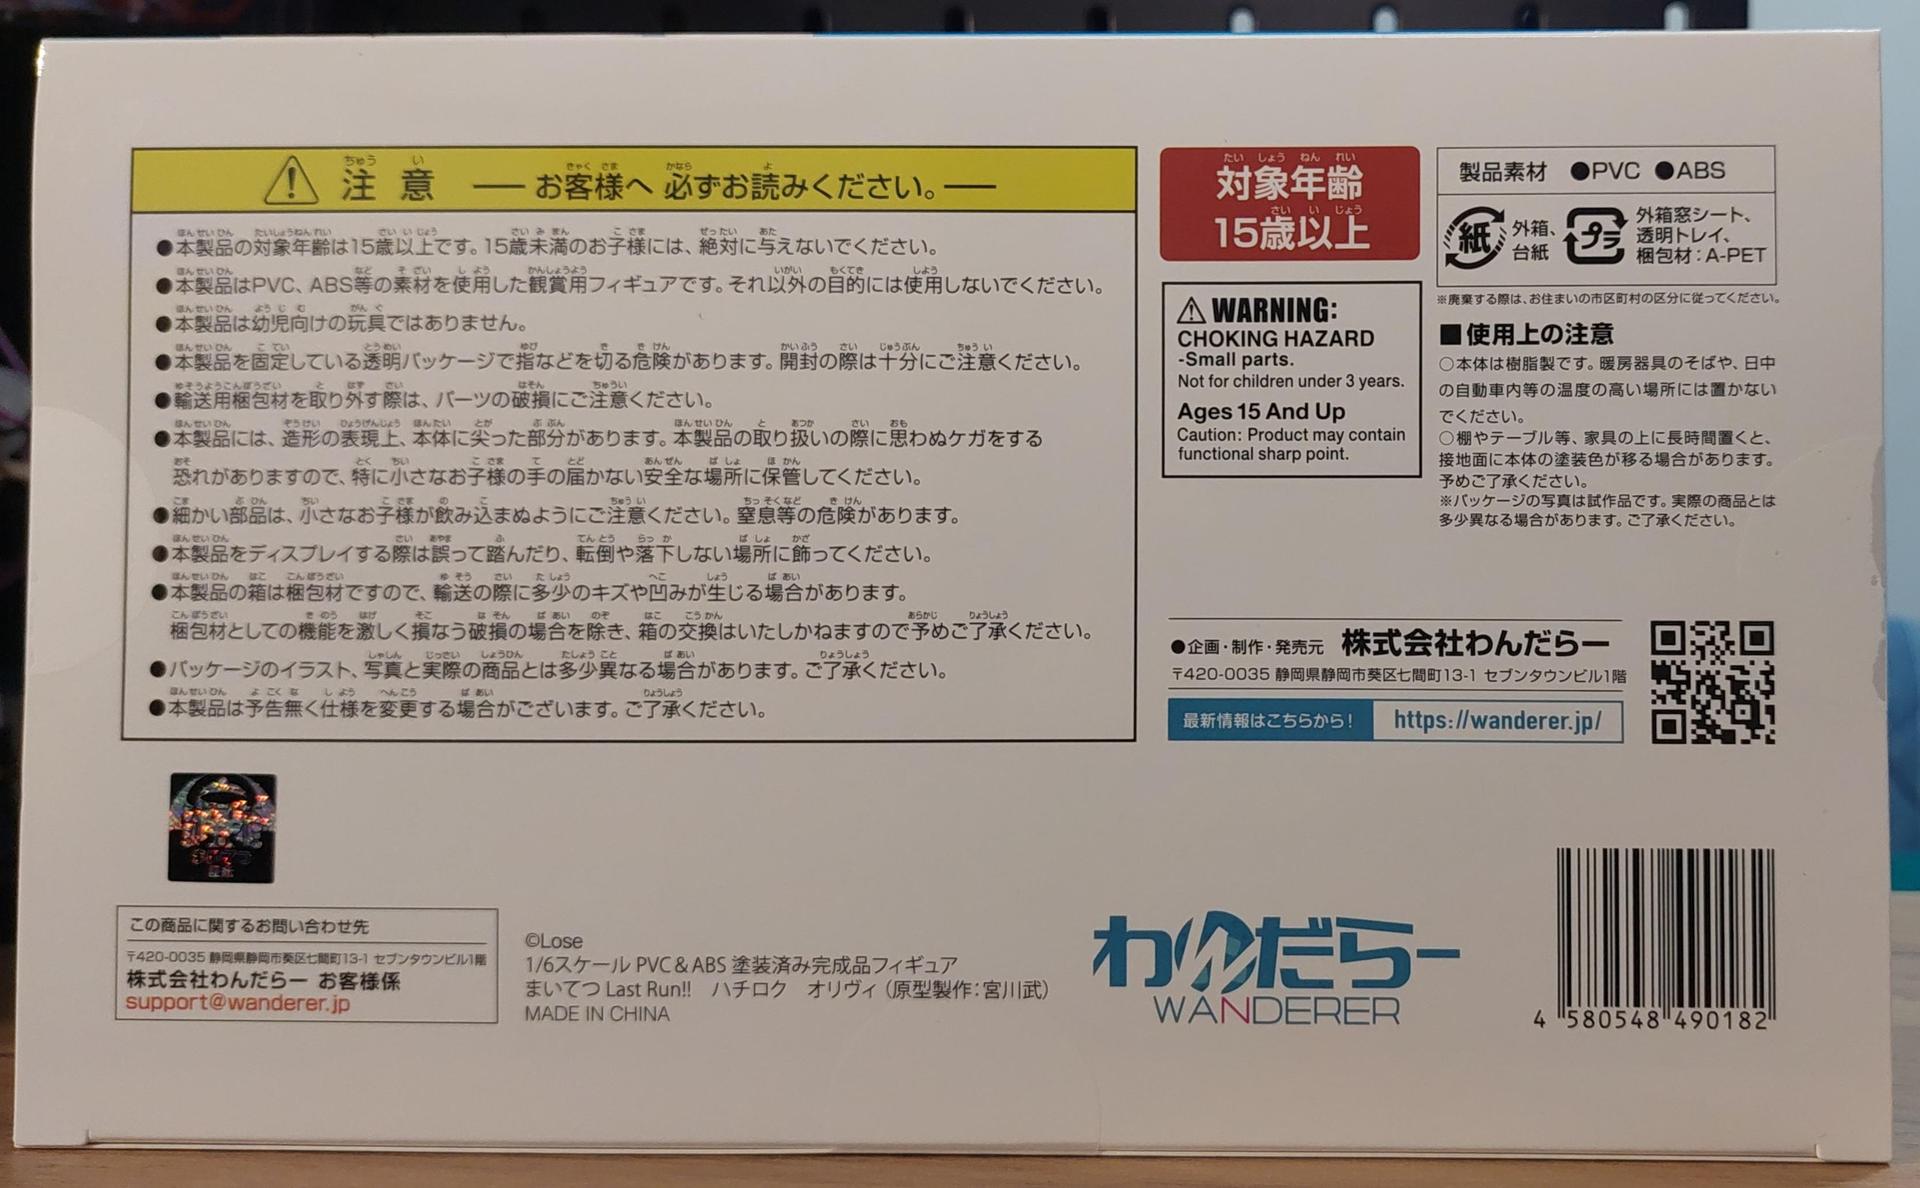 注意 ── お客様へ 必ずお読みください。──
●本製品の対象年齢は15歳以上です。15歳未満のお子様には、絶対に与えないでください。
●本製品はPVC、ABS等の素材を使用した観賞用フィギュアです。それ以外の目的には使用しないでください。
●本製品は幼児向けの玩具ではありません。
●本製品を固定している透明パッケージで指などを切る危険があります。開封の際は十分にご注意ください。
●輸送用梱包材を取り外す際は、パーツの破損にご注意ください。
●本製品には、造形の表現上、本体に尖った部分があります。本製品の取り扱いの際に思わぬケガをする
恐れがありますので、特に小さなお子様の手の届かない安全な場所に保管してください。
●細かい部品は、小さなお子様が飲み込まぬようにご注意ください。窒息等の危険があります。
●本製品をディスプレイする際は誤って踏んだり、転倒や落下しない場所に飾ってください。
●本製品の箱は梱包材ですので、輸送の際に多少のキズや凹みが生じる場合があります。
梱包材としての機能を激しく損なう破損の場合を除き、箱の交換はいたしかねますので予めご了承ください。
●パッケージのイラスト、写真と実際の商品とは多少異なる場合があります。ご了承ください。
●本製品は予告無く仕様を変更する場合がございます。ご了承ください。
対象年齢
15歳以上
WARNING:
CHOKING HAZARD
-Small parts.
Not for children under 3 years.
Ages 15 And Up
Caution: Product may contain
functional sharp point.
製品素材 ●PVC ●ABS
紙 外箱、
台紙
プラ 外箱窓シート、
透明トレイ、
梱包材：A-PET
※廃棄する際は、お住まいの市区町村の区分に従ってください。
■使用上の注意
○本体は樹脂製です。暖房器具のそばや、日中
の自動車内等の温度の高い場所には置かない
でください。
○棚やテーブル等、家具の上に長時間置くと、
接地面に本体の塗装色が移る場合があります。
予めご了承ください。
※パッケージの写真は試作品です。実際の商品とは
多少異なる場合があります。ご了承ください。
●企画・制作・発売元 株式会社わんだらー
〒420-0035 静岡県静岡市葵区七間町13-1 セブンタウンビル1階
最新情報はこちらから！ https://wanderer.jp/
この商品に関するお問い合わせ先
〒420-0035 静岡県静岡市葵区七間町13-1 セブンタウンビル1階
株式会社わんだらー お客様係
support@wanderer.jp
©Lose
1/6スケール PVC＆ABS 塗装済み完成品フィギュア
まいてつ Last Run!! ハチロク オリヴィ（原型製作：宮川武）
MADE IN CHINA
わんだらー
WANDERER
4 580548 490182